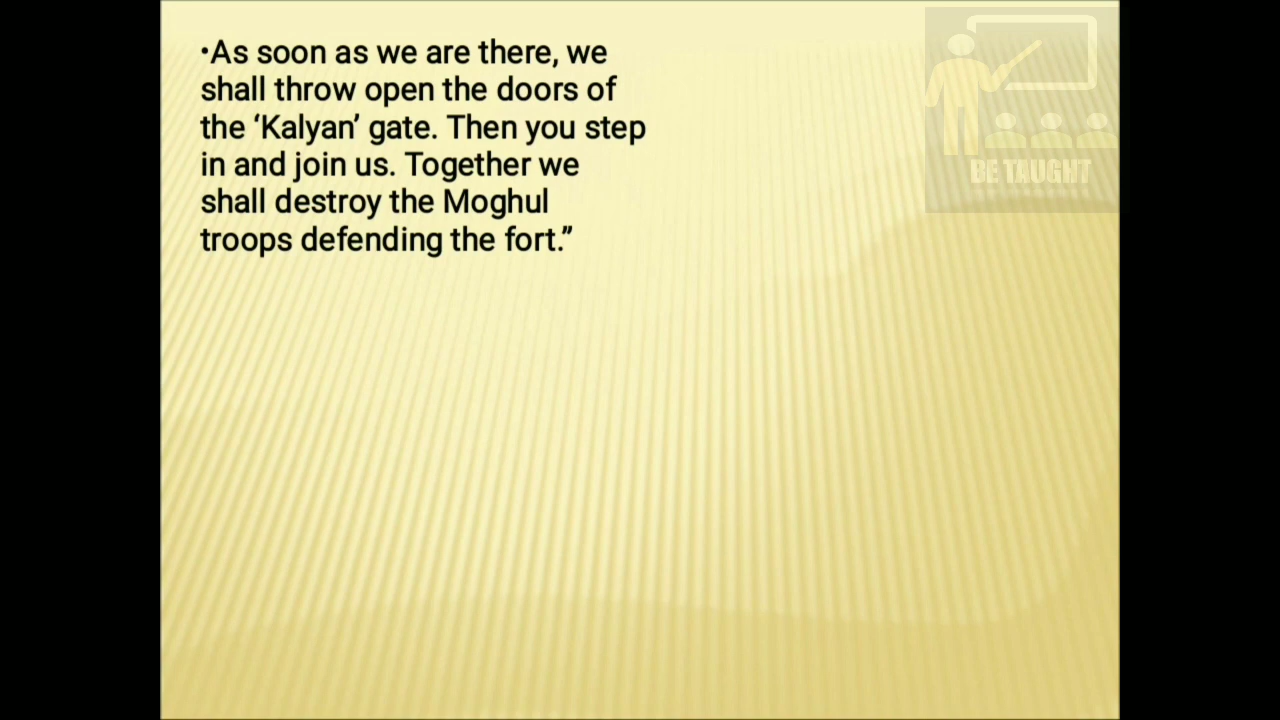 •As soon as we are there, we
shall throw open the doors of
the ‘Kalyan’ gate. Then you step
in and join us. Together we
shall destroy the Moghul
troops defending the fort.”
BE TAUGHT